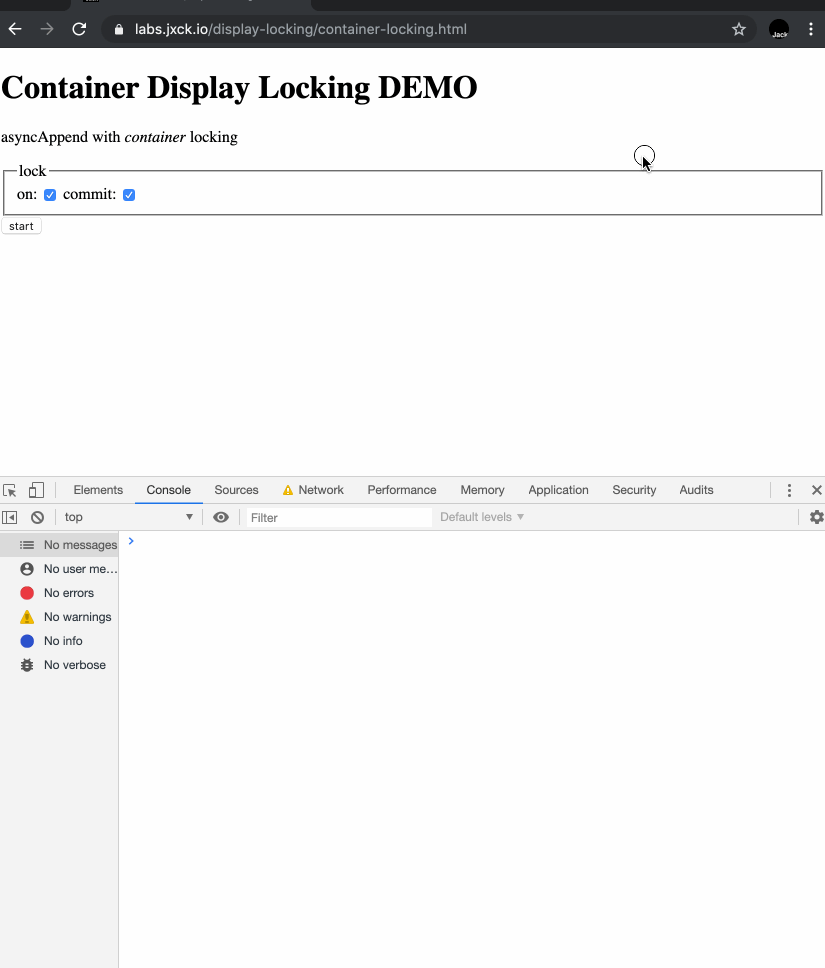 labs.jxck.io/display-locking/container-locking.html
Jack
Container Display Locking DEMO
asyncAppend with container locking
lock
on: commit:
start
Elements Console Sources Network Performance Memory Application Security Audits
top Filter Default levels ▼
No messages
No user me...
No errors
No warnings
No info
No verbose